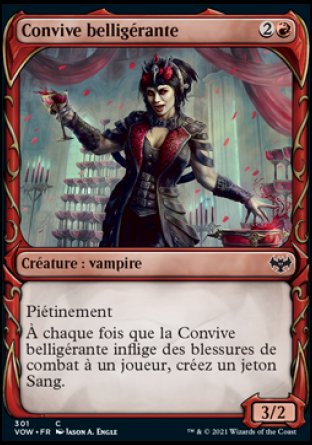 Convive belligérante 2
Créature : vampire
Piétinement
À chaque fois que la Convive
belligérante inflige des blessures de
combat à un joueur, créez un jeton
Sang.
3/2
301 C
VOW • FR Jason A. Engle
™ & © 2021 Wizards of the Coast